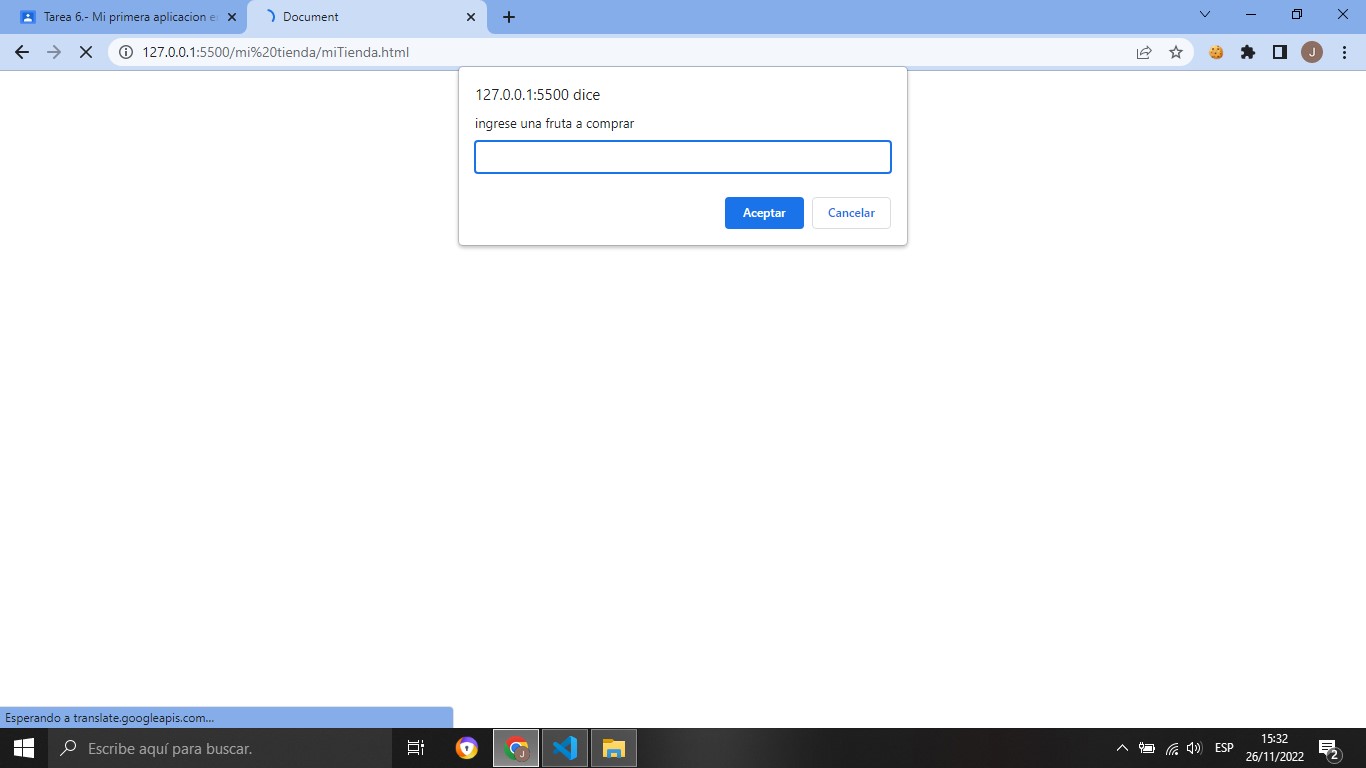 Tarea 6.- Mi primera aplicacion e
Document
127.0.0.1:5500/mi%20tienda/miTienda.html
J
127.0.0.1:5500 dice
ingrese una fruta a comprar
Aceptar
Cancelar
Esperando a translate.googleapis.com...
Escribe aquí para buscar.
J
ESP
15:32
26/11/2022
2